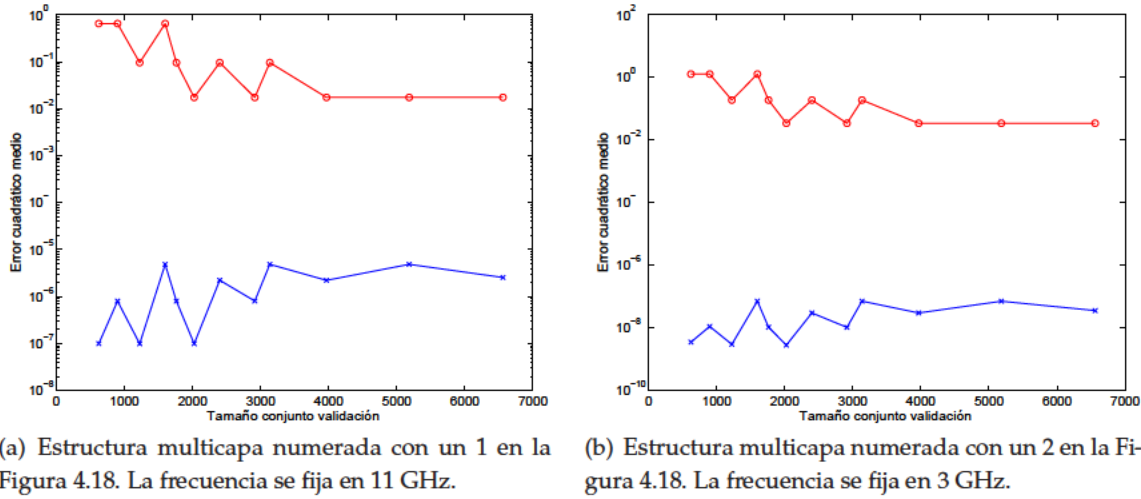 10^0
10^-1
10^-2
10^-
10^-
10^-5
10^-6
10^-7
10^-8
Error cuadrático medio
0 1000 2000 3000 4000 5000 6000 7000
Tamaño conjunto validación
10^2
10^0
10^-2
10^-
10^-6
10^-8
10^-10
Error cuadrático medio
0 1000 2000 3000 4000 5000 6000 7000
Tamaño conjunto validación
(a) Estructura multicapa numerada con un 1 en la
Figura 4.18. La frecuencia se fija en 11 GHz.
(b) Estructura multicapa numerada con un 2 en la Fi-
gura 4.18. La frecuencia se fija en 3 GHz.